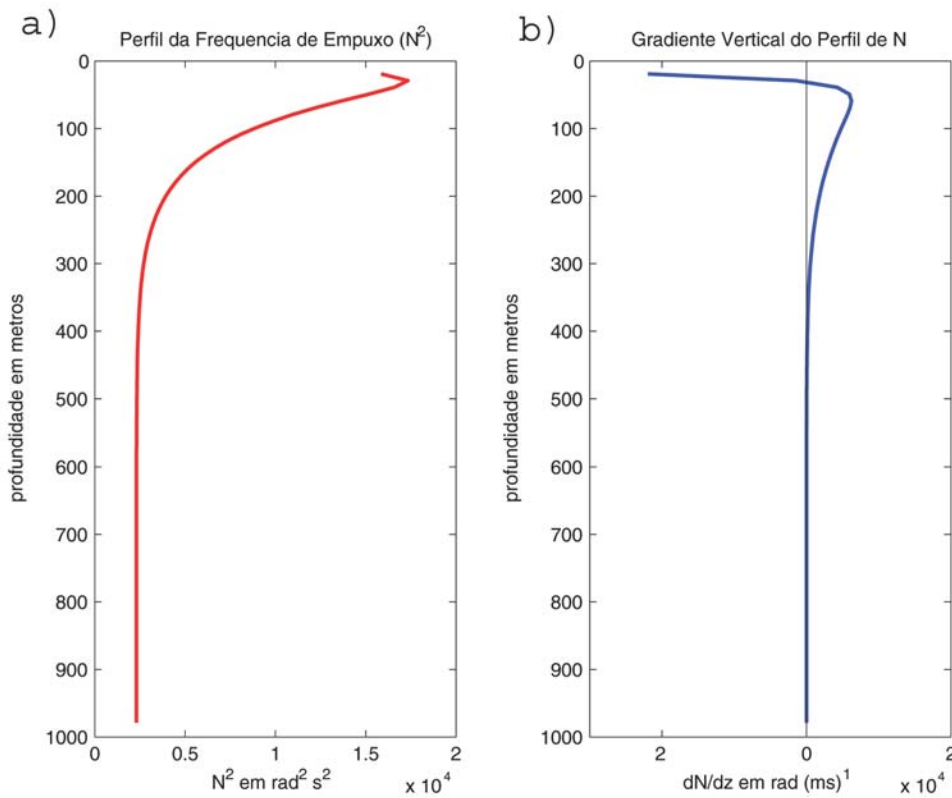 a)
Perfil da Frequencia de Empuxo (N²)
0
100
200
300
400
500
600
700
800
900
1000
profundidade em metros
0 0.5 1 1.5 2
N² em rad² s²
x 10⁴
b)
Gradiente Vertical do Perfil de N
0
100
200
300
400
500
600
700
800
900
1000
profundidade em metros
2 0 2
dN/dz em rad (ms)¹
x 10⁴